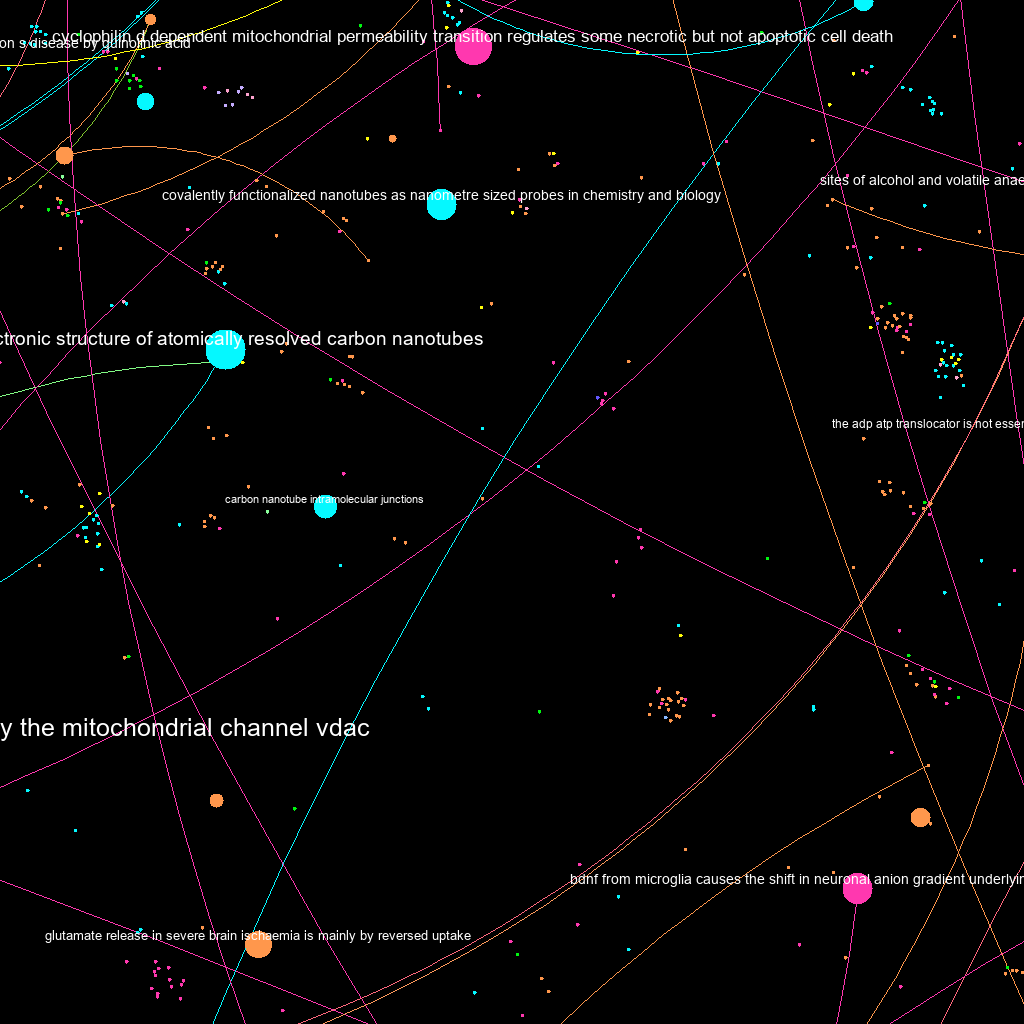 cyclophilin d dependent mitochondrial permeability transition regulates some necrotic but not apoptotic cell death
on s disease by quinolinic acid
sites of alcohol and volatile anae
covalently functionalized nanotubes as nanometre sized probes in chemistry and biology
ctronic structure of atomically resolved carbon nanotubes
the adp atp translocator is not essen
carbon nanotube intramolecular junctions
y the mitochondrial channel vdac
bdnf from microglia causes the shift in neuronal anion gradient underlyin
glutamate release in severe brain ischaemia is mainly by reversed uptake